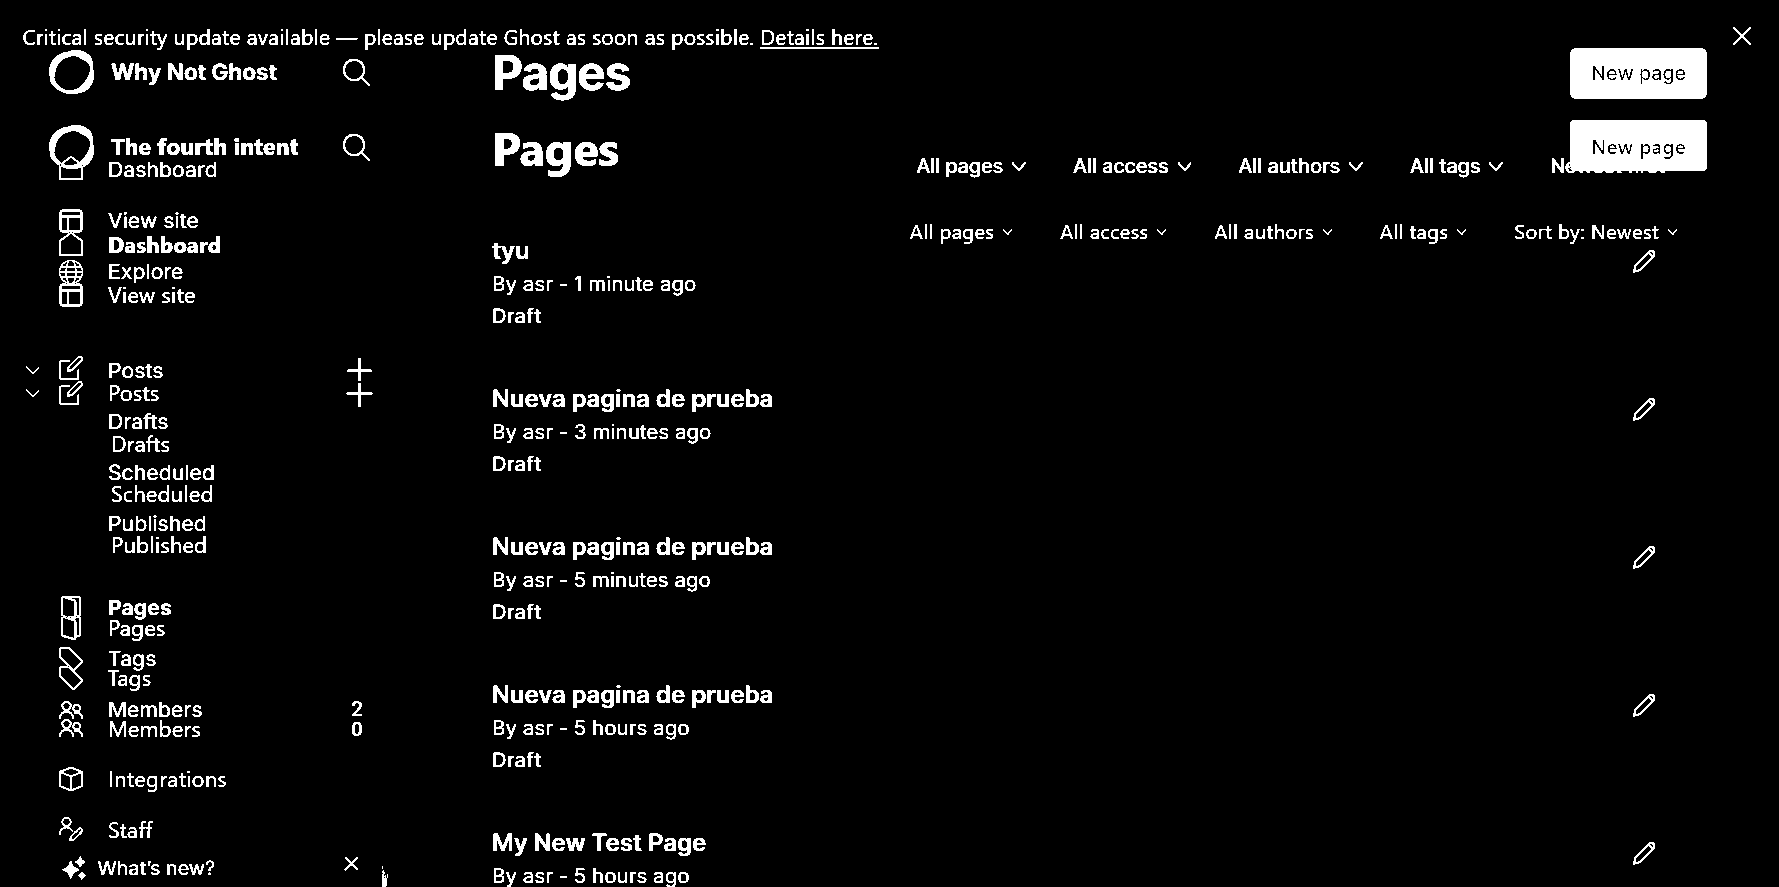 Critical security update available — please update Ghost as soon as possible. Details here.
Why Not Ghost
Pages
New page
The fourth intent
Pages
New page
Dashboard
All pages
All access
All authors
All tags
View site
Dashboard
All pages
All access
All authors
All tags
Sort by: Newest
Explore
View site
tyu
By asr - 1 minute ago
Draft
Posts
Posts
Drafts
Drafts
Scheduled
Scheduled
Published
Published
Nueva pagina de prueba
By asr - 3 minutes ago
Draft
Nueva pagina de prueba
By asr - 5 minutes ago
Draft
Pages
Pages
Tags
Tags
Members 2
Members 0
Nueva pagina de prueba
By asr - 5 hours ago
Draft
Integrations
Staff
What's new?
My New Test Page
By asr - 5 hours ago